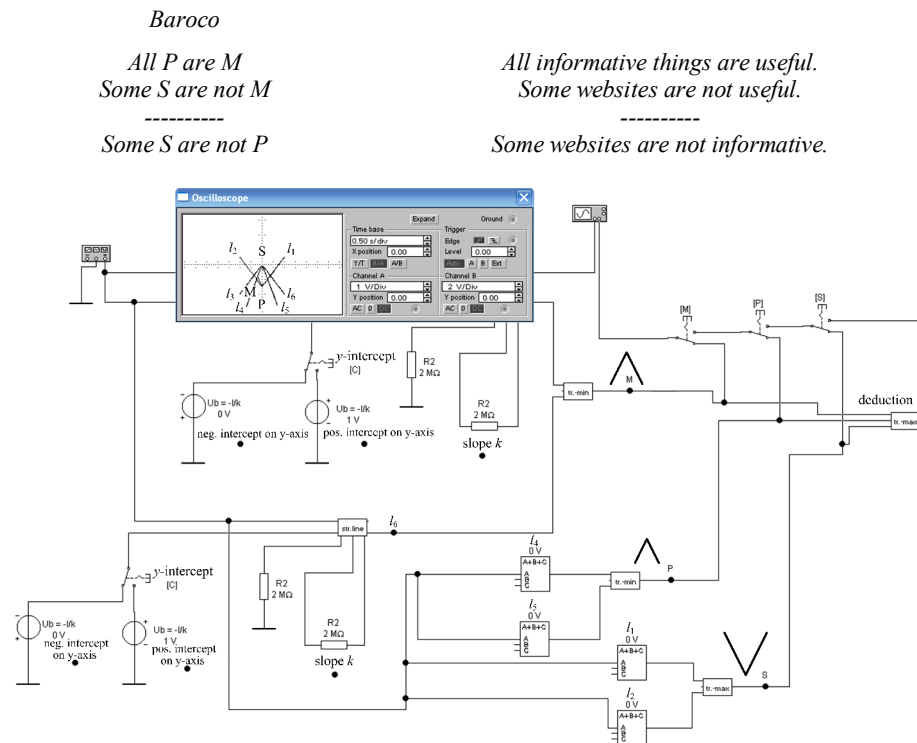 Baroco
All P are M
Some S are not M
----------
Some S are not P
All informative things are useful.
Some websites are not useful.
----------
Some websites are not informative.
Oscilloscope
Expand
Ground
Time base
0.50 s/div
X position 0.00
Y/T B/A A/B
Trigger
Edge
Level 0.00
Auto A B Ext
Channel A
1 V/Div
Y position 0.00
AC 0 DC
Channel B
2 V/Div
Y position 0.00
AC 0 DC
l2 S l1
l3 M l6
l4 P l5
[M]
[P]
[S]
y-intercept
[C]
Ub = -l/k
0 V
neg. intercept on y-axis
Ub = -l/k
1 V
pos. intercept on y-axis
R2
2 MΩ
R2
2 MΩ
slope k
tr.-min
M
deduction
tr.-max
str.line
l6
y-intercept
[C]
Ub = -l/k
0 V
neg. intercept
on y-axis
Ub = -l/k
1 V
pos. intercept
on y-axis
R2
2 MΩ
R2
2 MΩ
slope k
l4
0 V
A+B+C
A
B
C
tr.-min
P
l5
0 V
A+B+C
A
B
C
l1
0 V
A+B+C
A
B
C
tr.-max
S
l2
0 V
A+B+C
A
B
C